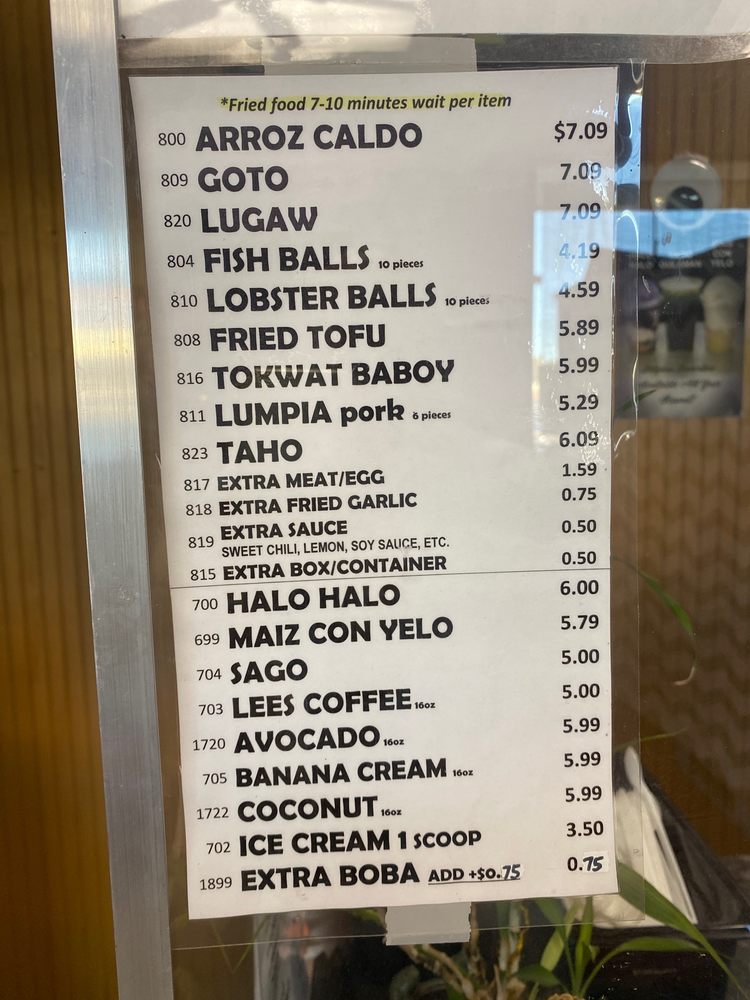 *Fried food 7-10 minutes wait per item
800 ARROZ CALDO $7.09
809 GOTO 7.09
820 LUGAW 7.09
804 FISH BALLS 10 pieces 4.19
810 LOBSTER BALLS 10 pieces 4.59
808 FRIED TOFU 5.89
816 TOKWAT BABOY 5.99
811 LUMPIA pork 6 pieces 5.29
823 TAHO 6.09
817 EXTRA MEAT/EGG 1.59
818 EXTRA FRIED GARLIC 0.75
819 EXTRA SAUCE 0.50
SWEET CHILI, LEMON, SOY SAUCE, ETC.
815 EXTRA BOX/CONTAINER 0.50
700 HALO HALO 6.00
699 MAIZ CON YELO 5.79
704 SAGO 5.00
703 LEES COFFEE 16oz 5.00
1720 AVOCADO 16oz 5.99
705 BANANA CREAM 16oz 5.99
1722 COCONUT 16oz 5.99
702 ICE CREAM 1 SCOOP 3.50
1899 EXTRA BOBA ADD +$0.75 0.75
CON
YELO